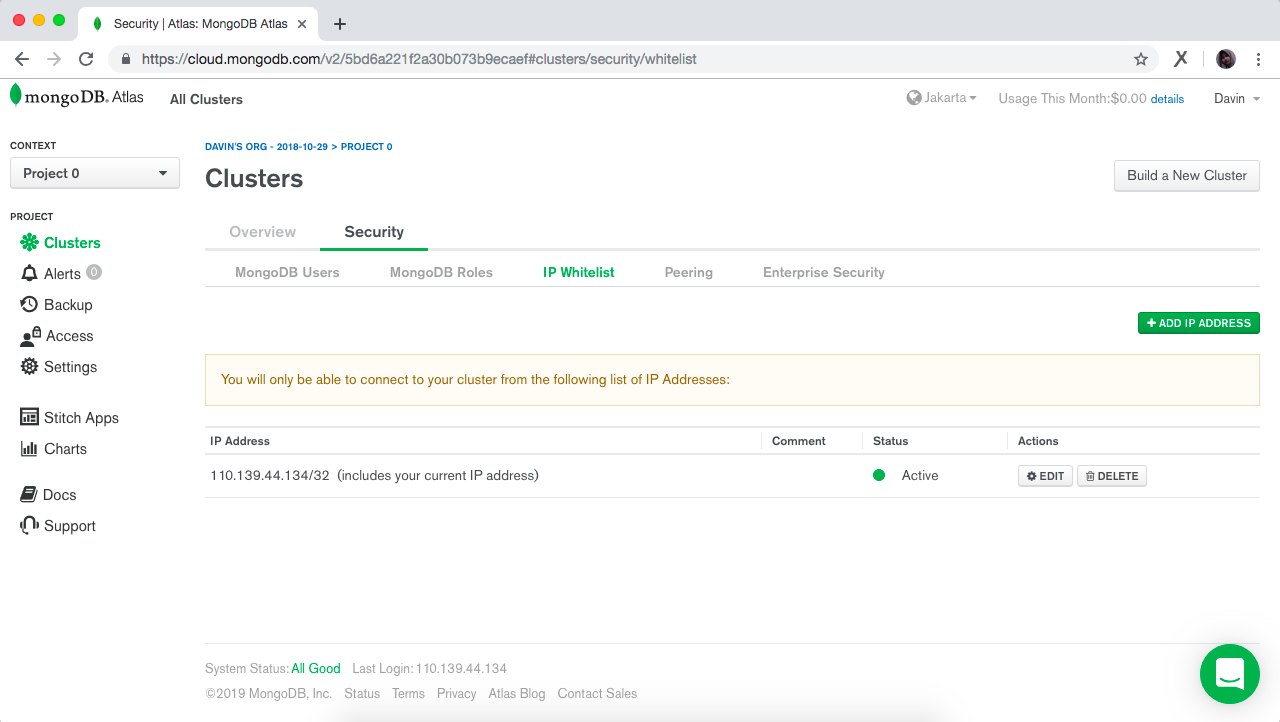 Security | Atlas: MongoDB Atlas
https://cloud.mongodb.com/v2/5bd6a221f2a30b073b9ecaef#clusters/security/whitelist
mongoDB. Atlas All Clusters Jakarta Usage This Month:$0.00 details Davin
CONTEXT
Project 0
PROJECT
Clusters
Alerts 0
Backup
Access
Settings
Stitch Apps
Charts
Docs
Support
DAVIN'S ORG - 2018-10-29 > PROJECT 0
Clusters
Build a New Cluster
Overview Security
MongoDB Users MongoDB Roles IP Whitelist Peering Enterprise Security
+ ADD IP ADDRESS
You will only be able to connect to your cluster from the following list of IP Addresses:
IP Address Comment Status Actions
110.139.44.134/32 (includes your current IP address) Active EDIT DELETE
System Status: All Good Last Login: 110.139.44.134
©2019 MongoDB, Inc. Status Terms Privacy Atlas Blog Contact Sales